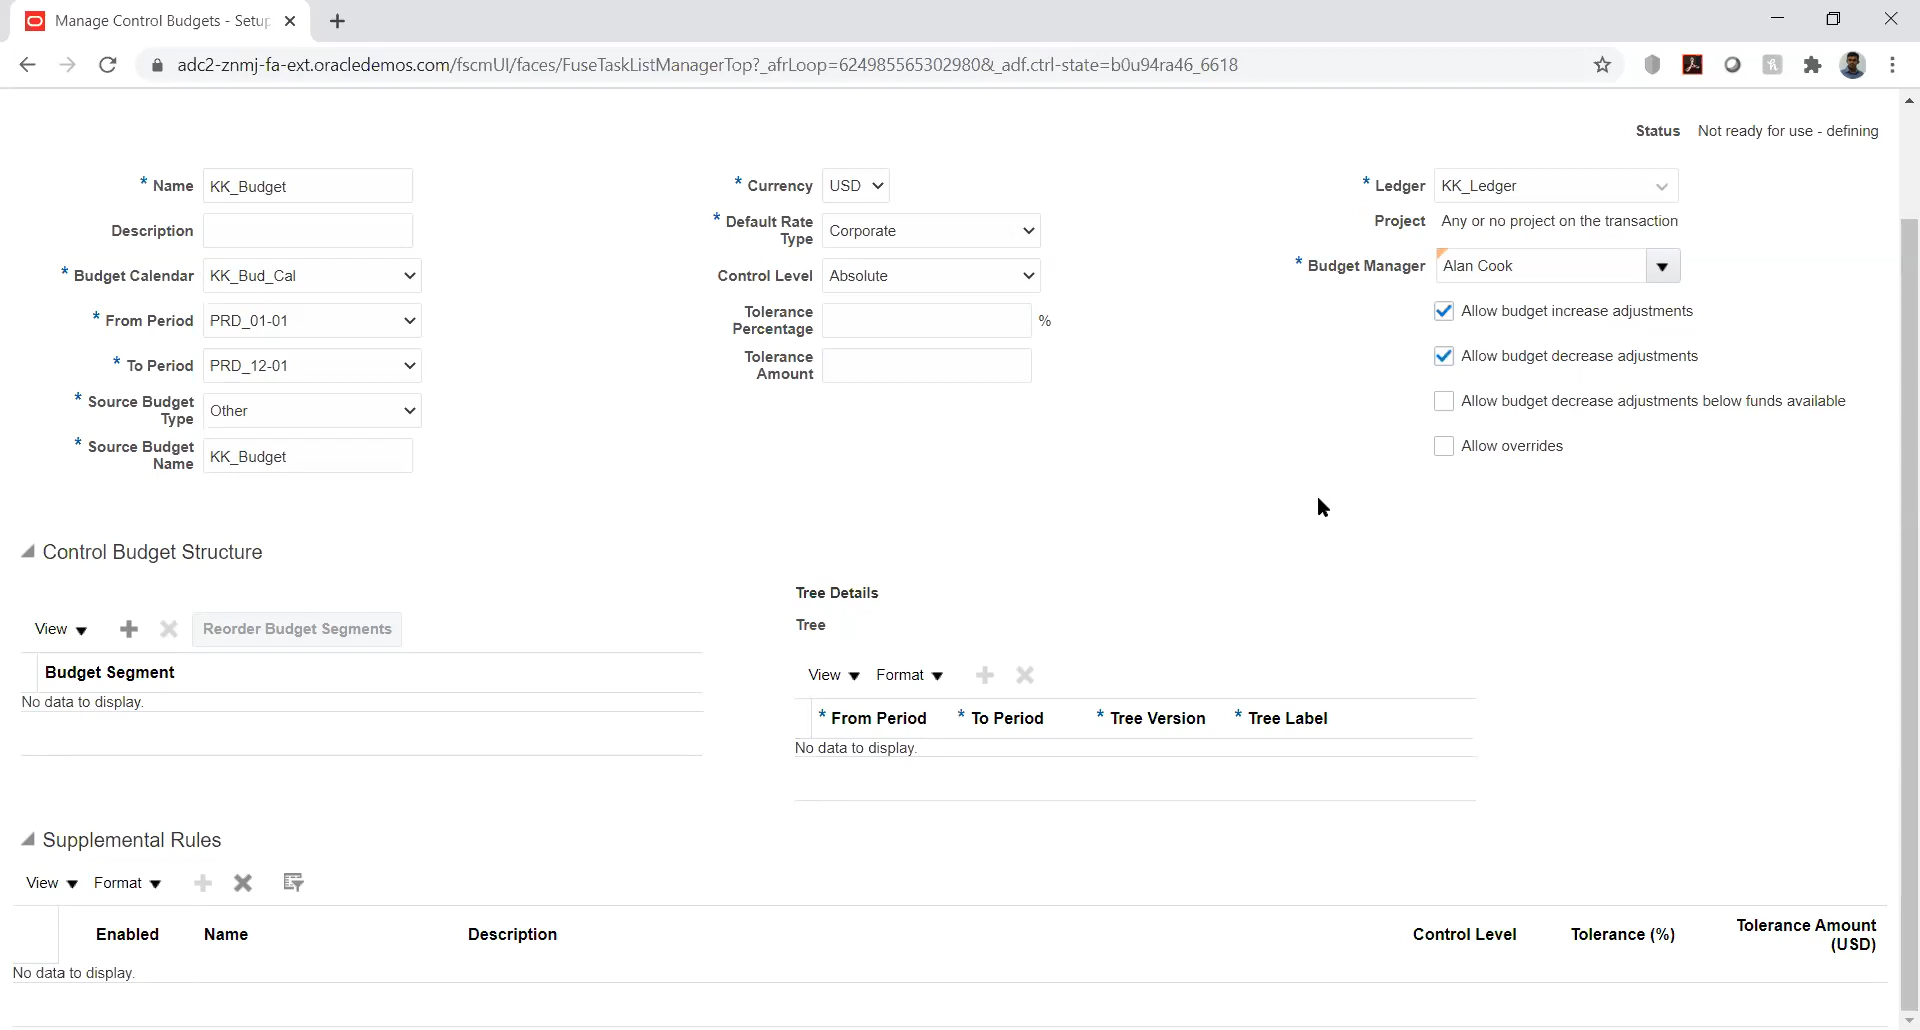 Manage Control Budgets - Setup
adc2-znmj-fa-ext.oracledemos.com/fscmUI/faces/FuseTaskListManagerTop?_afrLoop=624985565302980&_adf.ctrl-state=b0u94ra46_6618
Status Not ready for use - defining
* Name KK_Budget
Description
* Budget Calendar KK_Bud_Cal
* From Period PRD_01-01
* To Period PRD_12-01
* Source Budget Type Other
* Source Budget Name KK_Budget
* Currency USD
* Default Rate Type Corporate
Control Level Absolute
Tolerance Percentage %
Tolerance Amount
* Ledger KK_Ledger
Project Any or no project on the transaction
* Budget Manager Alan Cook
Allow budget increase adjustments
Allow budget decrease adjustments
Allow budget decrease adjustments below funds available
Allow overrides
Control Budget Structure
View Reorder Budget Segments
Budget Segment
No data to display.
Tree Details
Tree
View Format
* From Period * To Period * Tree Version * Tree Label
No data to display.
Supplemental Rules
View Format
Enabled Name Description Control Level Tolerance (%) Tolerance Amount (USD)
No data to display.